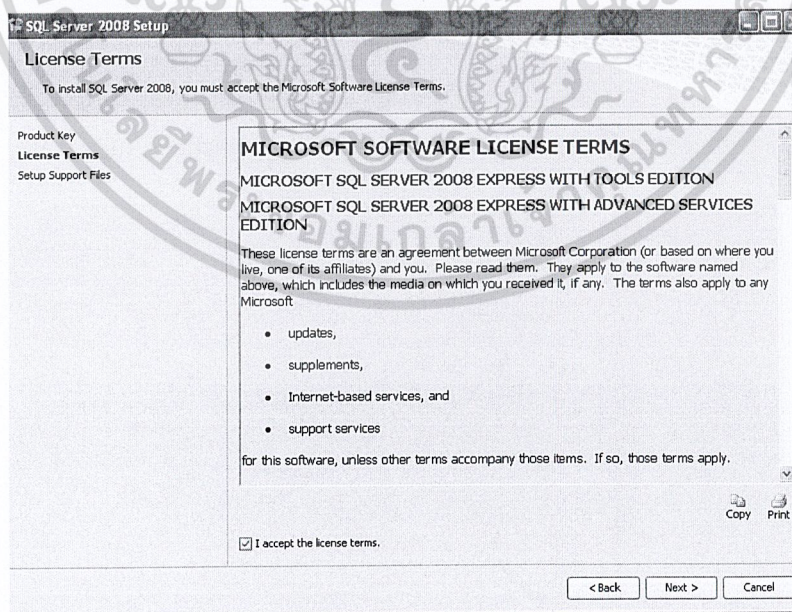 SQL Server 2008 Setup
License Terms
To install SQL Server 2008, you must accept the Microsoft Software License Terms.
Product Key
License Terms
Setup Support Files
MICROSOFT SOFTWARE LICENSE TERMS
MICROSOFT SQL SERVER 2008 EXPRESS WITH TOOLS EDITION
MICROSOFT SQL SERVER 2008 EXPRESS WITH ADVANCED SERVICES
EDITION
These license terms are an agreement between Microsoft Corporation (or based on where you
live, one of its affiliates) and you. Please read them. They apply to the software named
above, which includes the media on which you received it, if any. The terms also apply to any
Microsoft
• updates,
• supplements,
• Internet-based services, and
• support services
for this software, unless other terms accompany those items. If so, those terms apply.
Copy Print
I accept the license terms.
< Back Next > Cancel